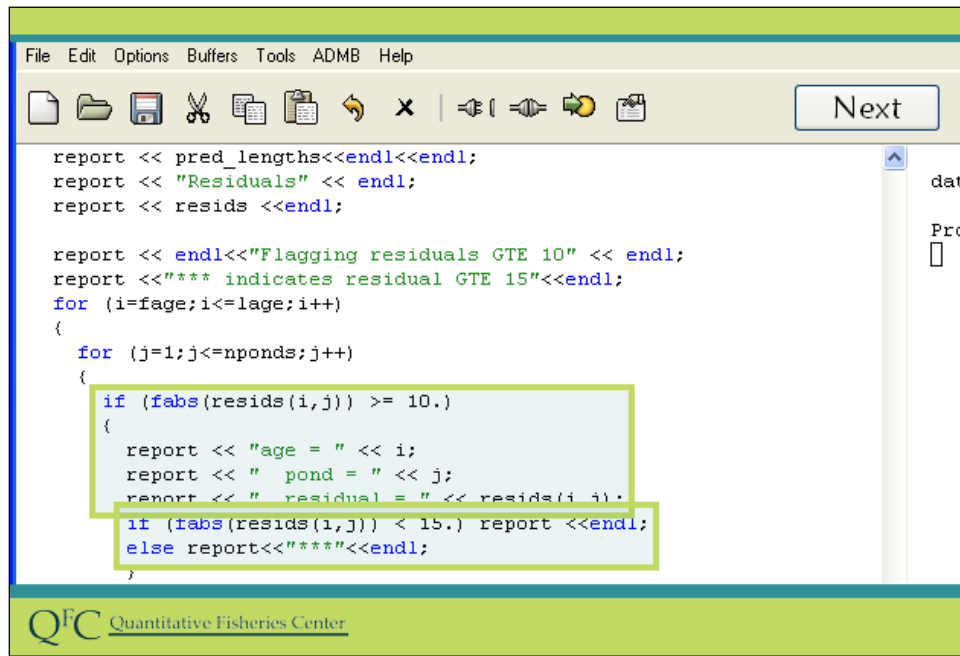 File Edit Options Buffers Tools ADMB Help
Next
report << pred_lengths<<endl<<endl;
report << "Residuals" << endl;
report << resids <<endl;
report << endl<<"Flagging residuals GTE 10" << endl;
report <<"*** indicates residual GTE 15"<<endl;
for (i=fage;i<=lage;i++)
{
for (j=1;j<=nponds;j++)
{
if (fabs(resids(i,j)) >= 10.)
{
report << "age = " << i;
report << "  pond = " << j;
report << "  residual = " << resids(i,j);
if (fabs(resids(i,j)) < 15.) report <<endl;
else report<<"***"<<endl;
}
dat
Pro
QFC Quantitative Fisheries Center